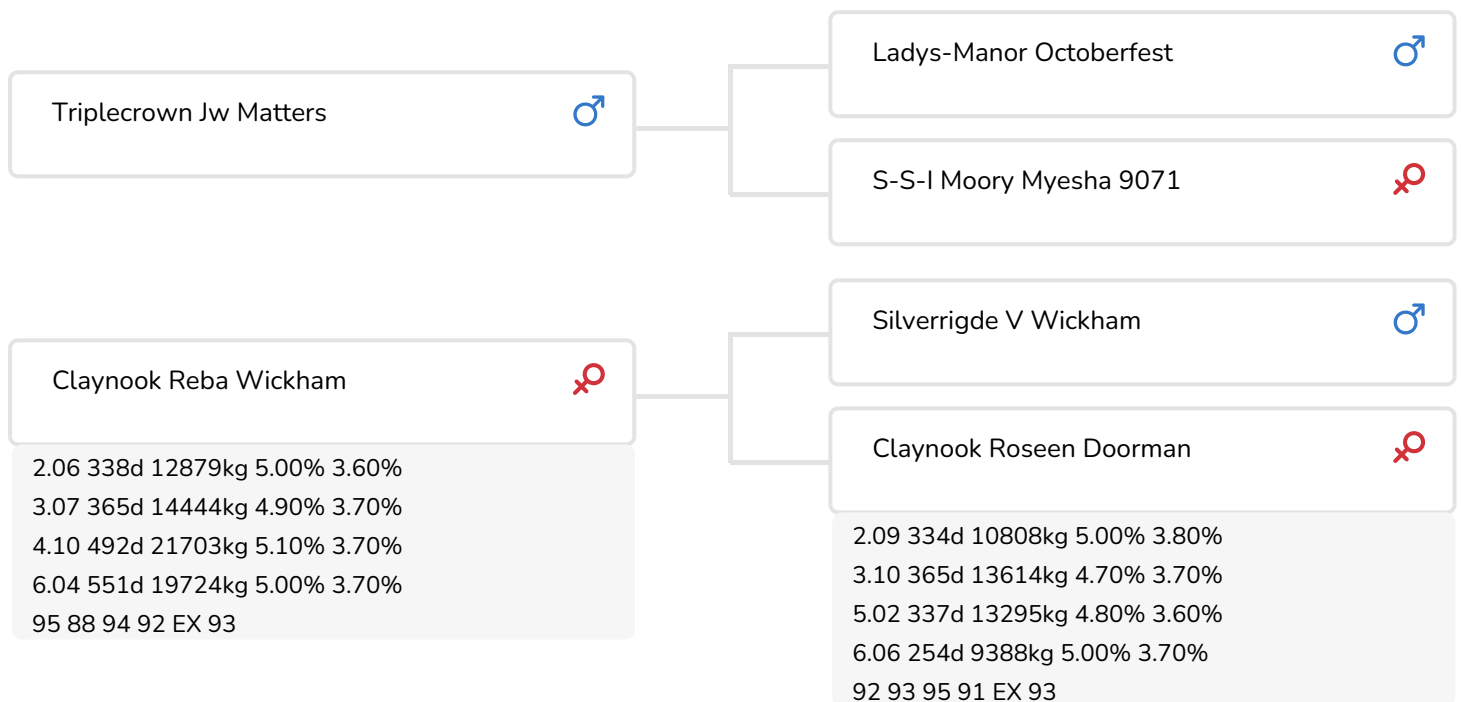 Triplecrown Jw Matters
Ladys-Manor Octoberfest
S-S-I Moory Myesha 9071
Claynook Reba Wickham
2.06 338d 12879kg 5.00% 3.60%
3.07 365d 14444kg 4.90% 3.70%
4.10 492d 21703kg 5.10% 3.70%
6.04 551d 19724kg 5.00% 3.70%
95 88 94 92 EX 93
Silverrigde V Wickham
Claynook Roseen Doorman
2.09 334d 10808kg 5.00% 3.80%
3.10 365d 13614kg 4.70% 3.70%
5.02 337d 13295kg 4.80% 3.60%
6.06 254d 9388kg 5.00% 3.70%
92 93 95 91 EX 93